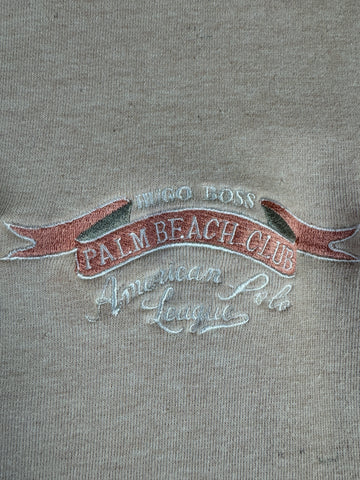 HUGO BOSS
PALM BEACH CLUB
American Polo
League